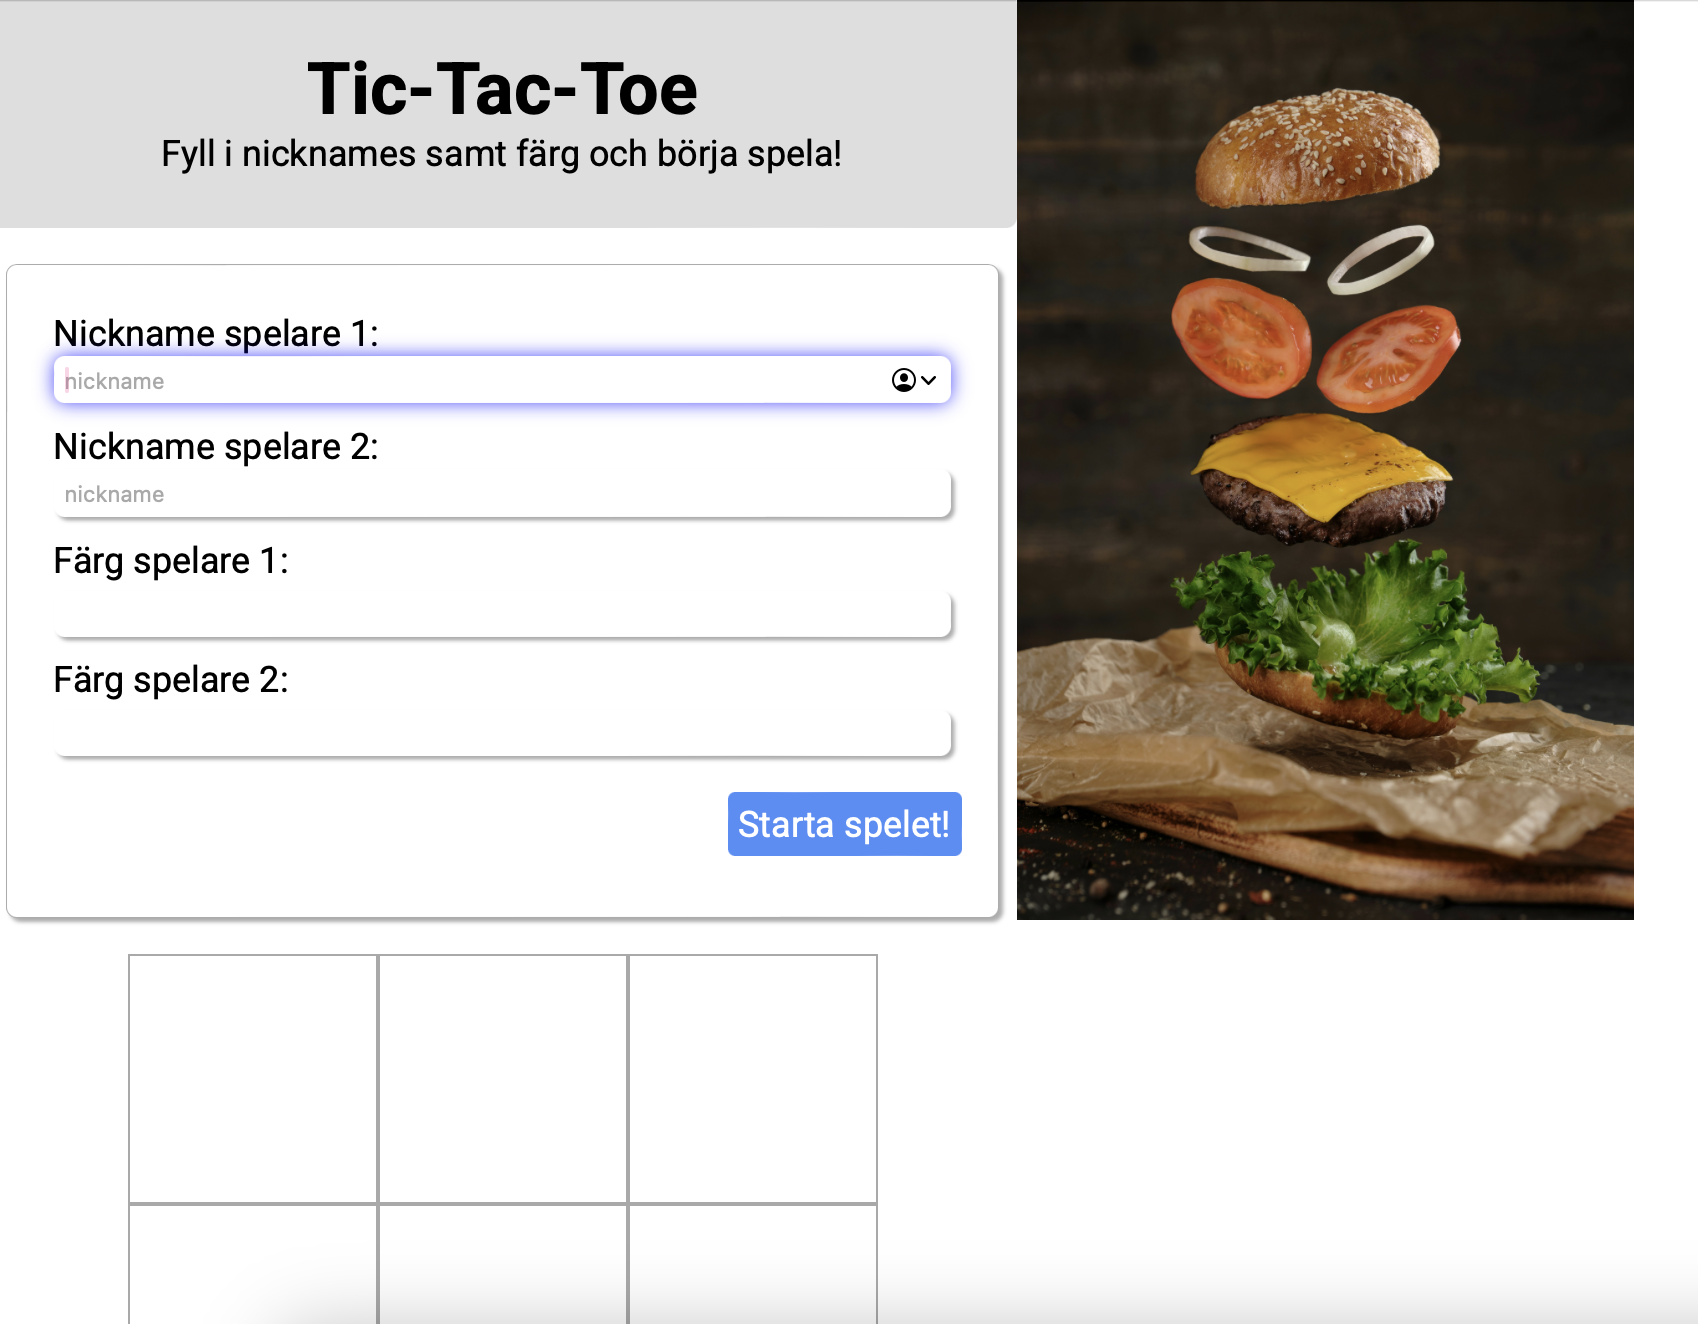 Tic-Tac-Toe
Fyll i nicknames samt färg och börja spela!
Nickname spelare 1:
nickname
Nickname spelare 2:
nickname
Färg spelare 1:
Färg spelare 2:
Starta spelet!